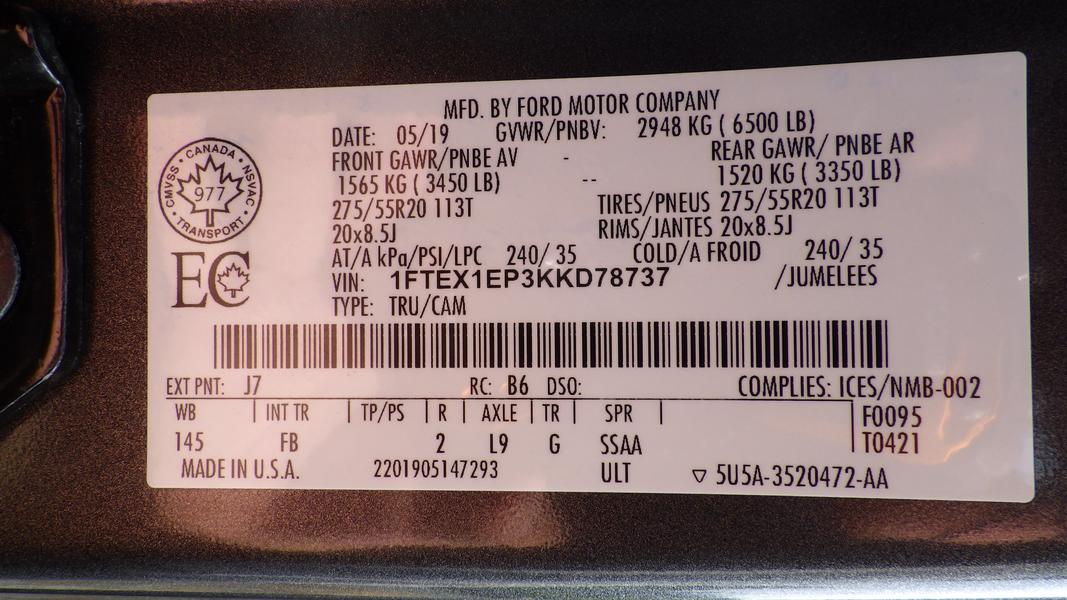 MFD. BY FORD MOTOR COMPANY
DATE: 05/19 GVWR/PNBV: 2948 KG ( 6500 LB)
FRONT GAWR/PNBE AV - REAR GAWR/ PNBE AR
1565 KG ( 3450 LB) -- 1520 KG ( 3350 LB)
275/55R20 113T TIRES/PNEUS 275/55R20 113T
20x8.5J RIMS/JANTES 20x8.5J
AT/A kPa/PSI/LPC 240/ 35 COLD/A FROID 240/ 35
VIN: 1FTEX1EP3KKD78737 /JUMELEES
TYPE: TRU/CAM
CANADA
CMVSS 977 NSVAC
TRANSPORT
EC
EXT PNT: J7 RC: B6 DSO: COMPLIES: ICES/NMB-002
WB | INT TR | TP/PS | R | AXLE | TR | SPR | F0095
145 FB 2 L9 G SSAA T0421
MADE IN U.S.A. 2201905147293 ULT ▽ 5U5A-3520472-AA